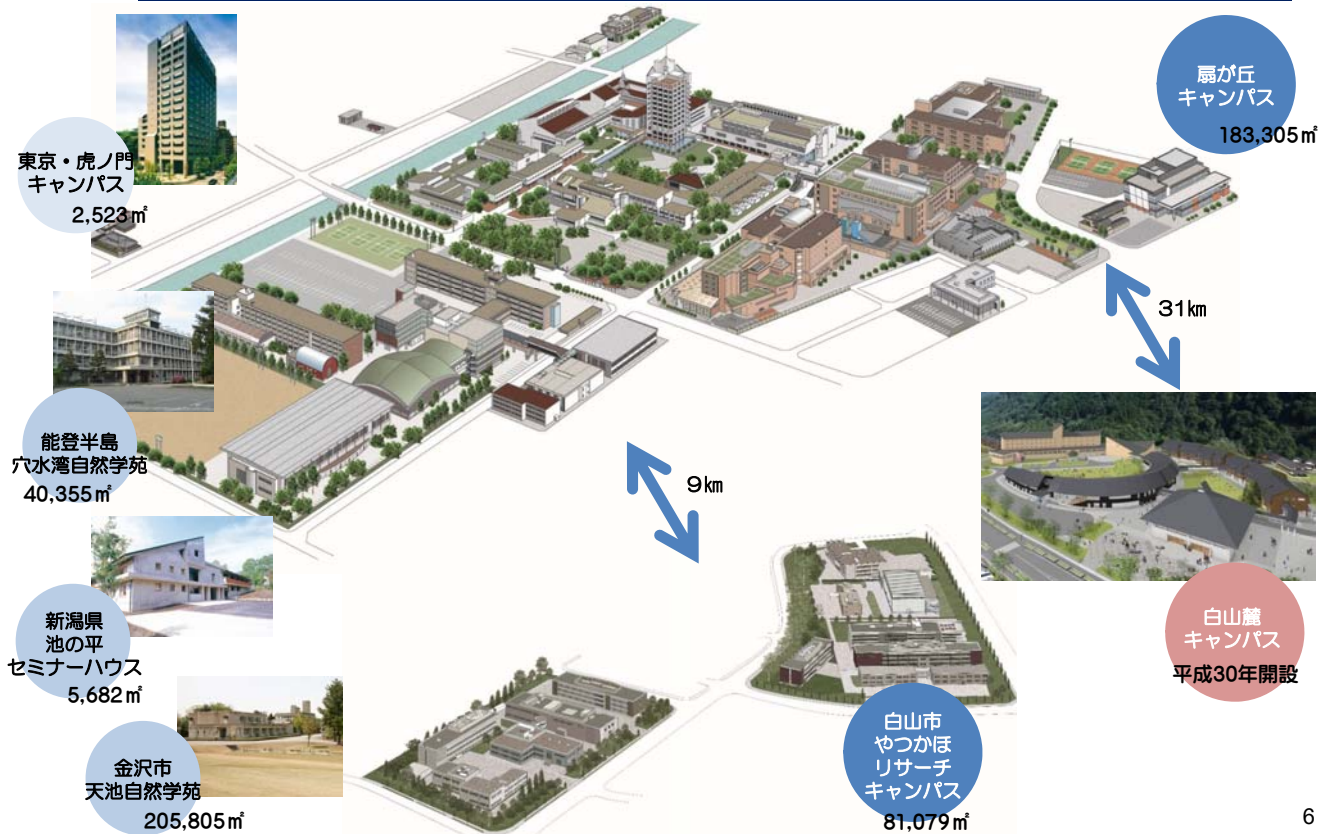 東京・虎ノ門
キャンパス
2,523㎡
扇が丘
キャンパス
183,305㎡
31㎞
能登半島
穴水湾自然学苑
40,355㎡
9㎞
新潟県
池の平
セミナーハウス
5,682㎡
白山麓
キャンパス
平成30年開設
金沢市
天池自然学苑
205,805㎡
白山市
やつかほ
リサーチ
キャンパス
81,079㎡
6